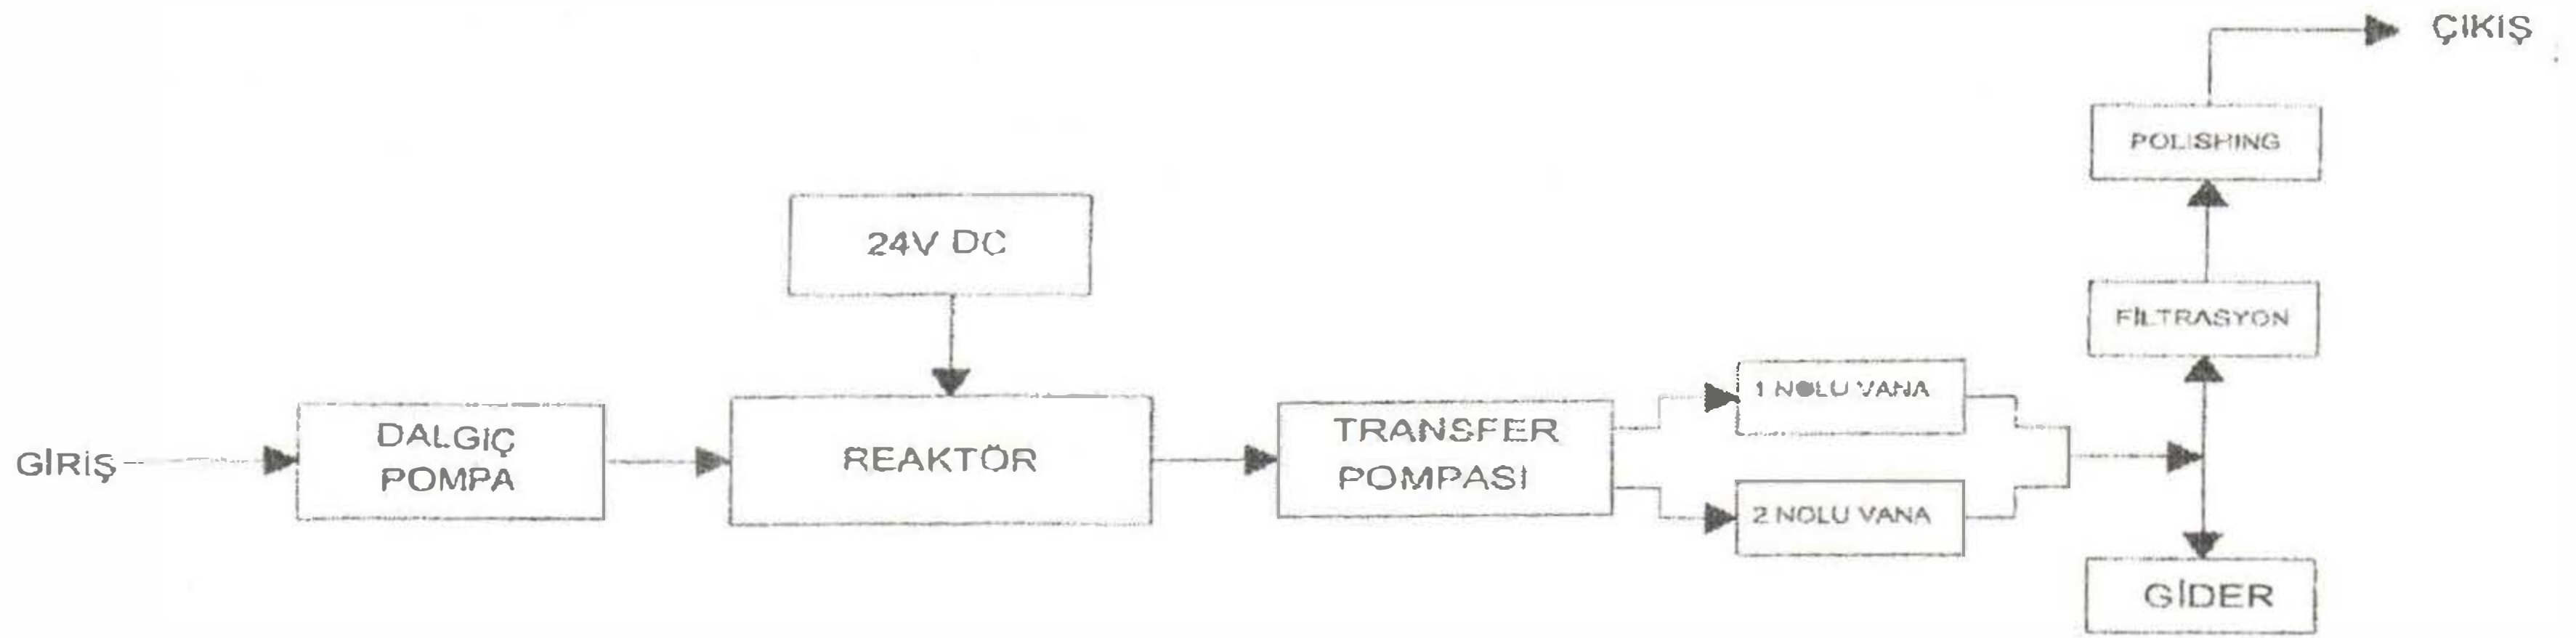 ÇIKIŞ
POLISHING
24V DC
FİLTRASYON
1 NOLU VANA
GİRİŞ
DALGIÇ
POMPA
REAKTÖR
TRANSFER
POMPASI
2 NOLU VANA
GİDER